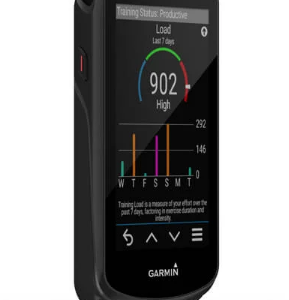 Training Status: Productive
Load
Last 7 days
902
High
292
146
0
W T F S S M T
Training Load is a measure of your effort over the
past 7 days, factoring in exercise duration and
intensity
GARMIN